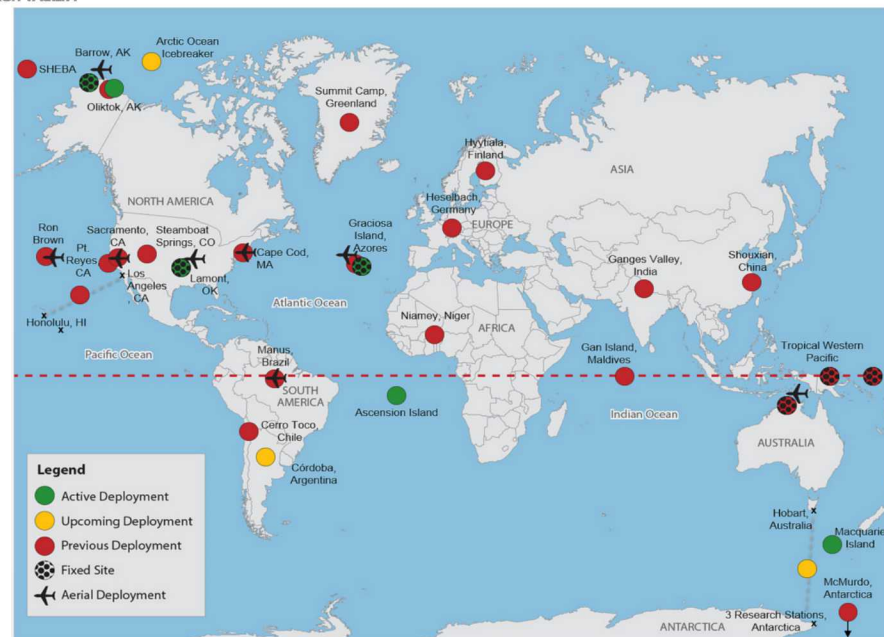 Barrow, AK
Arctic Ocean
Icebreaker
SHEBA
Oliktok, AK
Summit Camp,
Greenland
Hyytiala,
Finland
ASIA
NORTH AMERICA
Heselbach,
Germany
EUROPE
Ron
Brown
Pt.
Reyes,
CA
Sacramento,
CA
Steamboat
Springs, CO
Cape Cod,
MA
Graciosa
Island,
Azores
Ganges Valley,
India
Shouxian,
China
Los
Angeles
, CA
Lamont,
OK
Atlantic Ocean
Honolulu, HI
Niamey, Niger
AFRICA
Pacific Ocean
Manus,
Brazil
Gan Island,
Maldives
Tropical Western
Pacific
SOUTH
AMERICA
Ascension Island
Indian Ocean
Cerro Toco,
Chile
AUSTRALIA
Córdoba,
Argentina
Legend
Active Deployment
Upcoming Deployment
Previous Deployment
Fixed Site
Aerial Deployment
Hobart,
Australia
Macquarie
Island
McMurdo,
Antarctica
3 Research Stations,
Antarctica
ANTARCTICA